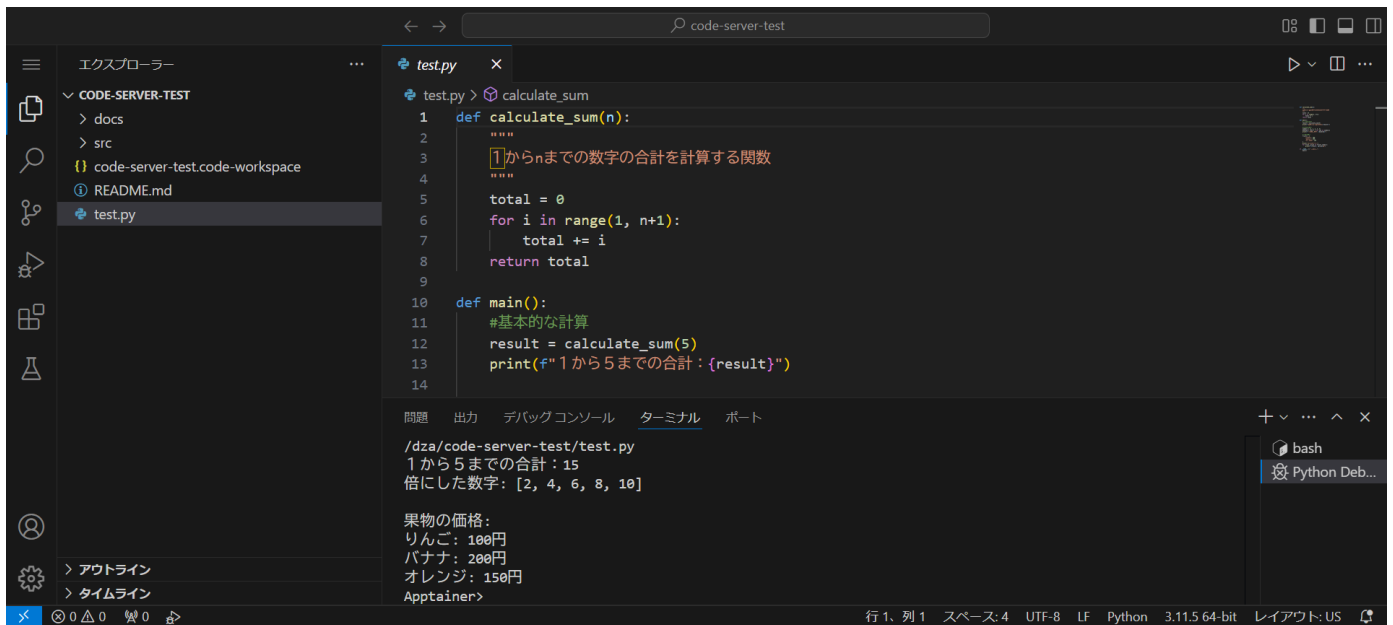 code-server-test
エクスプローラー
CODE-SERVER-TEST
docs
src
{} code-server-test.code-workspace
README.md
test.py
アウトライン
タイムライン
test.py
test.py > calculate_sum
1 def calculate_sum(n):
2 """
3 １からnまでの数字の合計を計算する関数
4 """
5 total = 0
6 for i in range(1, n+1):
7 total += i
8 return total
9
10 def main():
11 #基本的な計算
12 result = calculate_sum(5)
13 print(f"１から５までの合計：{result}")
14
問題 出力 デバッグ コンソール ターミナル ポート
/dza/code-server-test/test.py
１から５までの合計：15
倍にした数字: [2, 4, 6, 8, 10]
果物の価格:
りんご: 100円
バナナ: 200円
オレンジ: 150円
Apptainer>
bash
Python Deb...
0 0 0 行 1、列 1 スペース: 4 UTF-8 LF Python 3.11.5 64-bit レイアウト: US